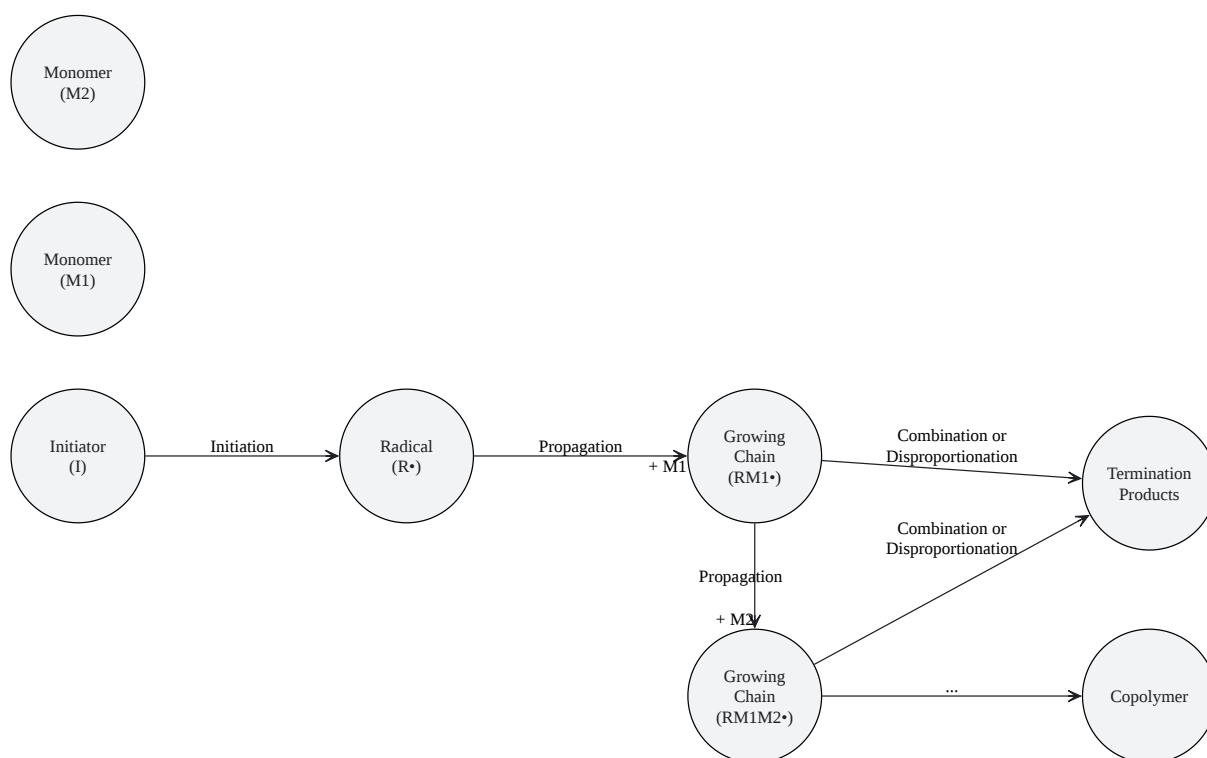 Monomer
(M2)
Monomer
(M1)
Initiator
(I)
Initiation
Radical
(R•)
Propagation
+ M1
Growing
Chain
(RM1•)
Combination or
Disproportionation
Termination
Products
Combination or
Disproportionation
Propagation
+ M2
Growing
Chain
(RM1M2•)
...
Copolymer